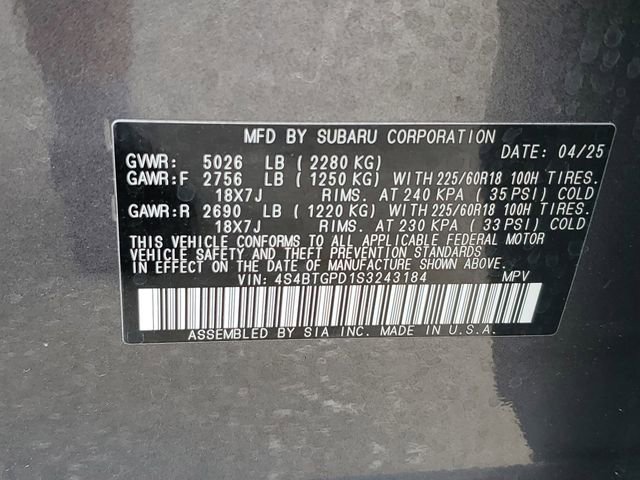 MFD BY SUBARU CORPORATION
DATE: 04/25
GVWR: 5026 LB ( 2280 KG)
GAWR:F 2756 LB ( 1250 KG) WITH 225/60R18 100H TIRES.
18X7J RIMS. AT 240 KPA ( 35 PSI) COLD
GAWR:R 2690 LB ( 1220 KG) WITH 225/60R18 100H TIRES.
18X7J RIMS. AT 230 KPA ( 33 PSI) COLD
THIS VEHICLE CONFORMS TO ALL APPLICABLE FEDERAL MOTOR
VEHICLE SAFETY AND THEFT PREVENTION STANDARDS
IN EFFECT ON THE DATE OF MANUFACTURE SHOWN ABOVE.
VIN: 4S4BTGPD1S3243184 MPV
ASSEMBLED BY SIA INC. MADE IN U.S.A.